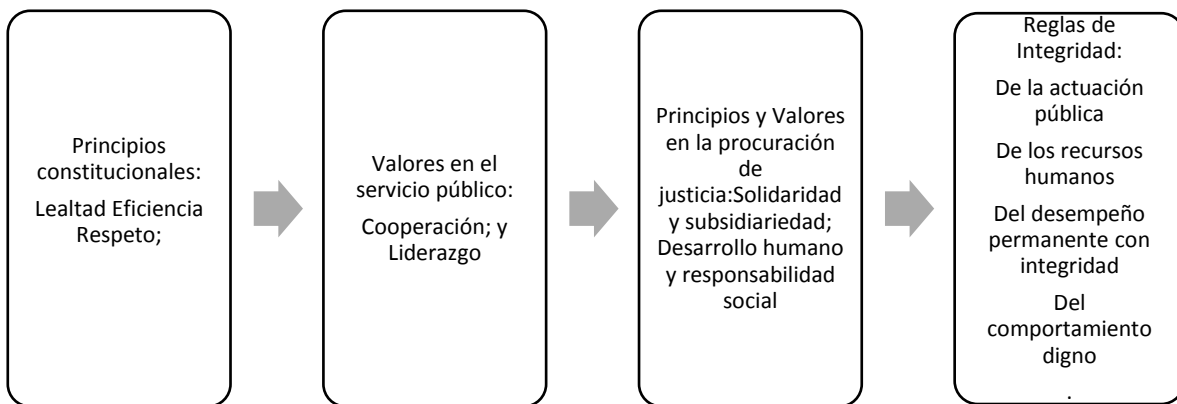 Principios
constitucionales:
Lealtad Eficiencia
Respeto;
Valores en el
servicio público:
Cooperación; y
Liderazgo
Principios y Valores
en la procuración
de
justicia:Solidaridad
y subsidiariedad;
Desarrollo humano
y responsabilidad
social
Reglas de
Integridad:
De la actuación
pública
De los recursos
humanos
Del desempeño
permanente con
integridad
Del
comportamiento
digno
.